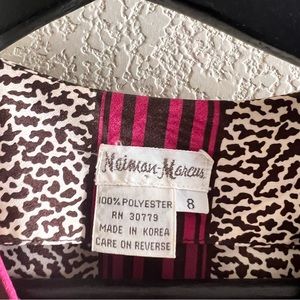 Neiman-Marcus
100% POLYESTER
RN 30779
MADE IN KOREA
CARE ON REVERSE
8